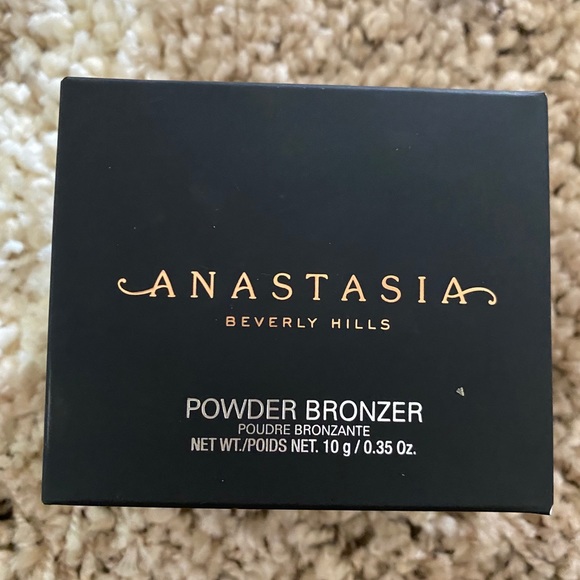 ANASTASIA
BEVERLY HILLS
POWDER BRONZER
POUDRE BRONZANTE
NET WT./POIDS NET. 10 g / 0.35 Oz.